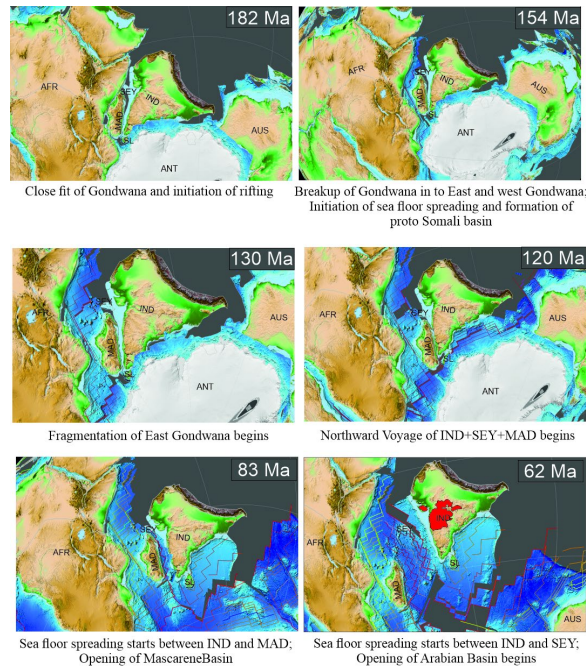 182 Ma
AFR
SEY
IND
MAD
SL
AUS
ANT
Close fit of Gondwana and initiation of rifting
154 Ma
AFR
SEY
IND
MAD
SL
AUS
ANT
Breakup of Gondwana in to East and west Gondwana;
Initiation of sea floor spreading and formation of
proto Somali basin
130 Ma
AFR
IND
MAD
SL
AUS
ANT
Fragmentation of East Gondwana begins
120 Ma
AFR
SEY
IND
MAD
SL
AUS
ANT
Northward Voyage of IND+SEY+MAD begins
83 Ma
AFR
IND
MAD
SL
Sea floor spreading starts between IND and MAD;
Opening of MascareneBasin
62 Ma
AFR
IND
SEY
MAD
SL
AUS
Sea floor spreading starts between IND and SEY;
Opening of Arabian Basin begins